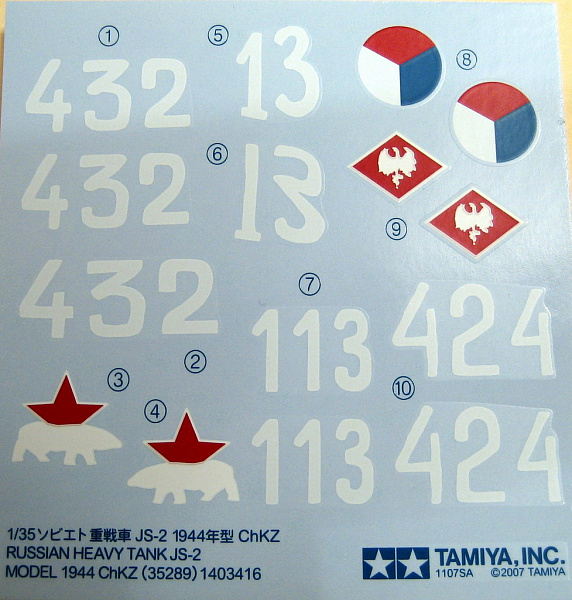 ① ⑤ ⑧
432 13
⑥
432 13
⑨
432
⑦
113 424
② ③ ④ ⑩
113 424
1/35ソビエト重戦車 JS-2 1944年型 ChKZ
RUSSIAN HEAVY TANK JS-2
MODEL 1944 ChKZ (35289) 1403416
TAMIYA, INC.
1107SA ©2007 TAMIYA